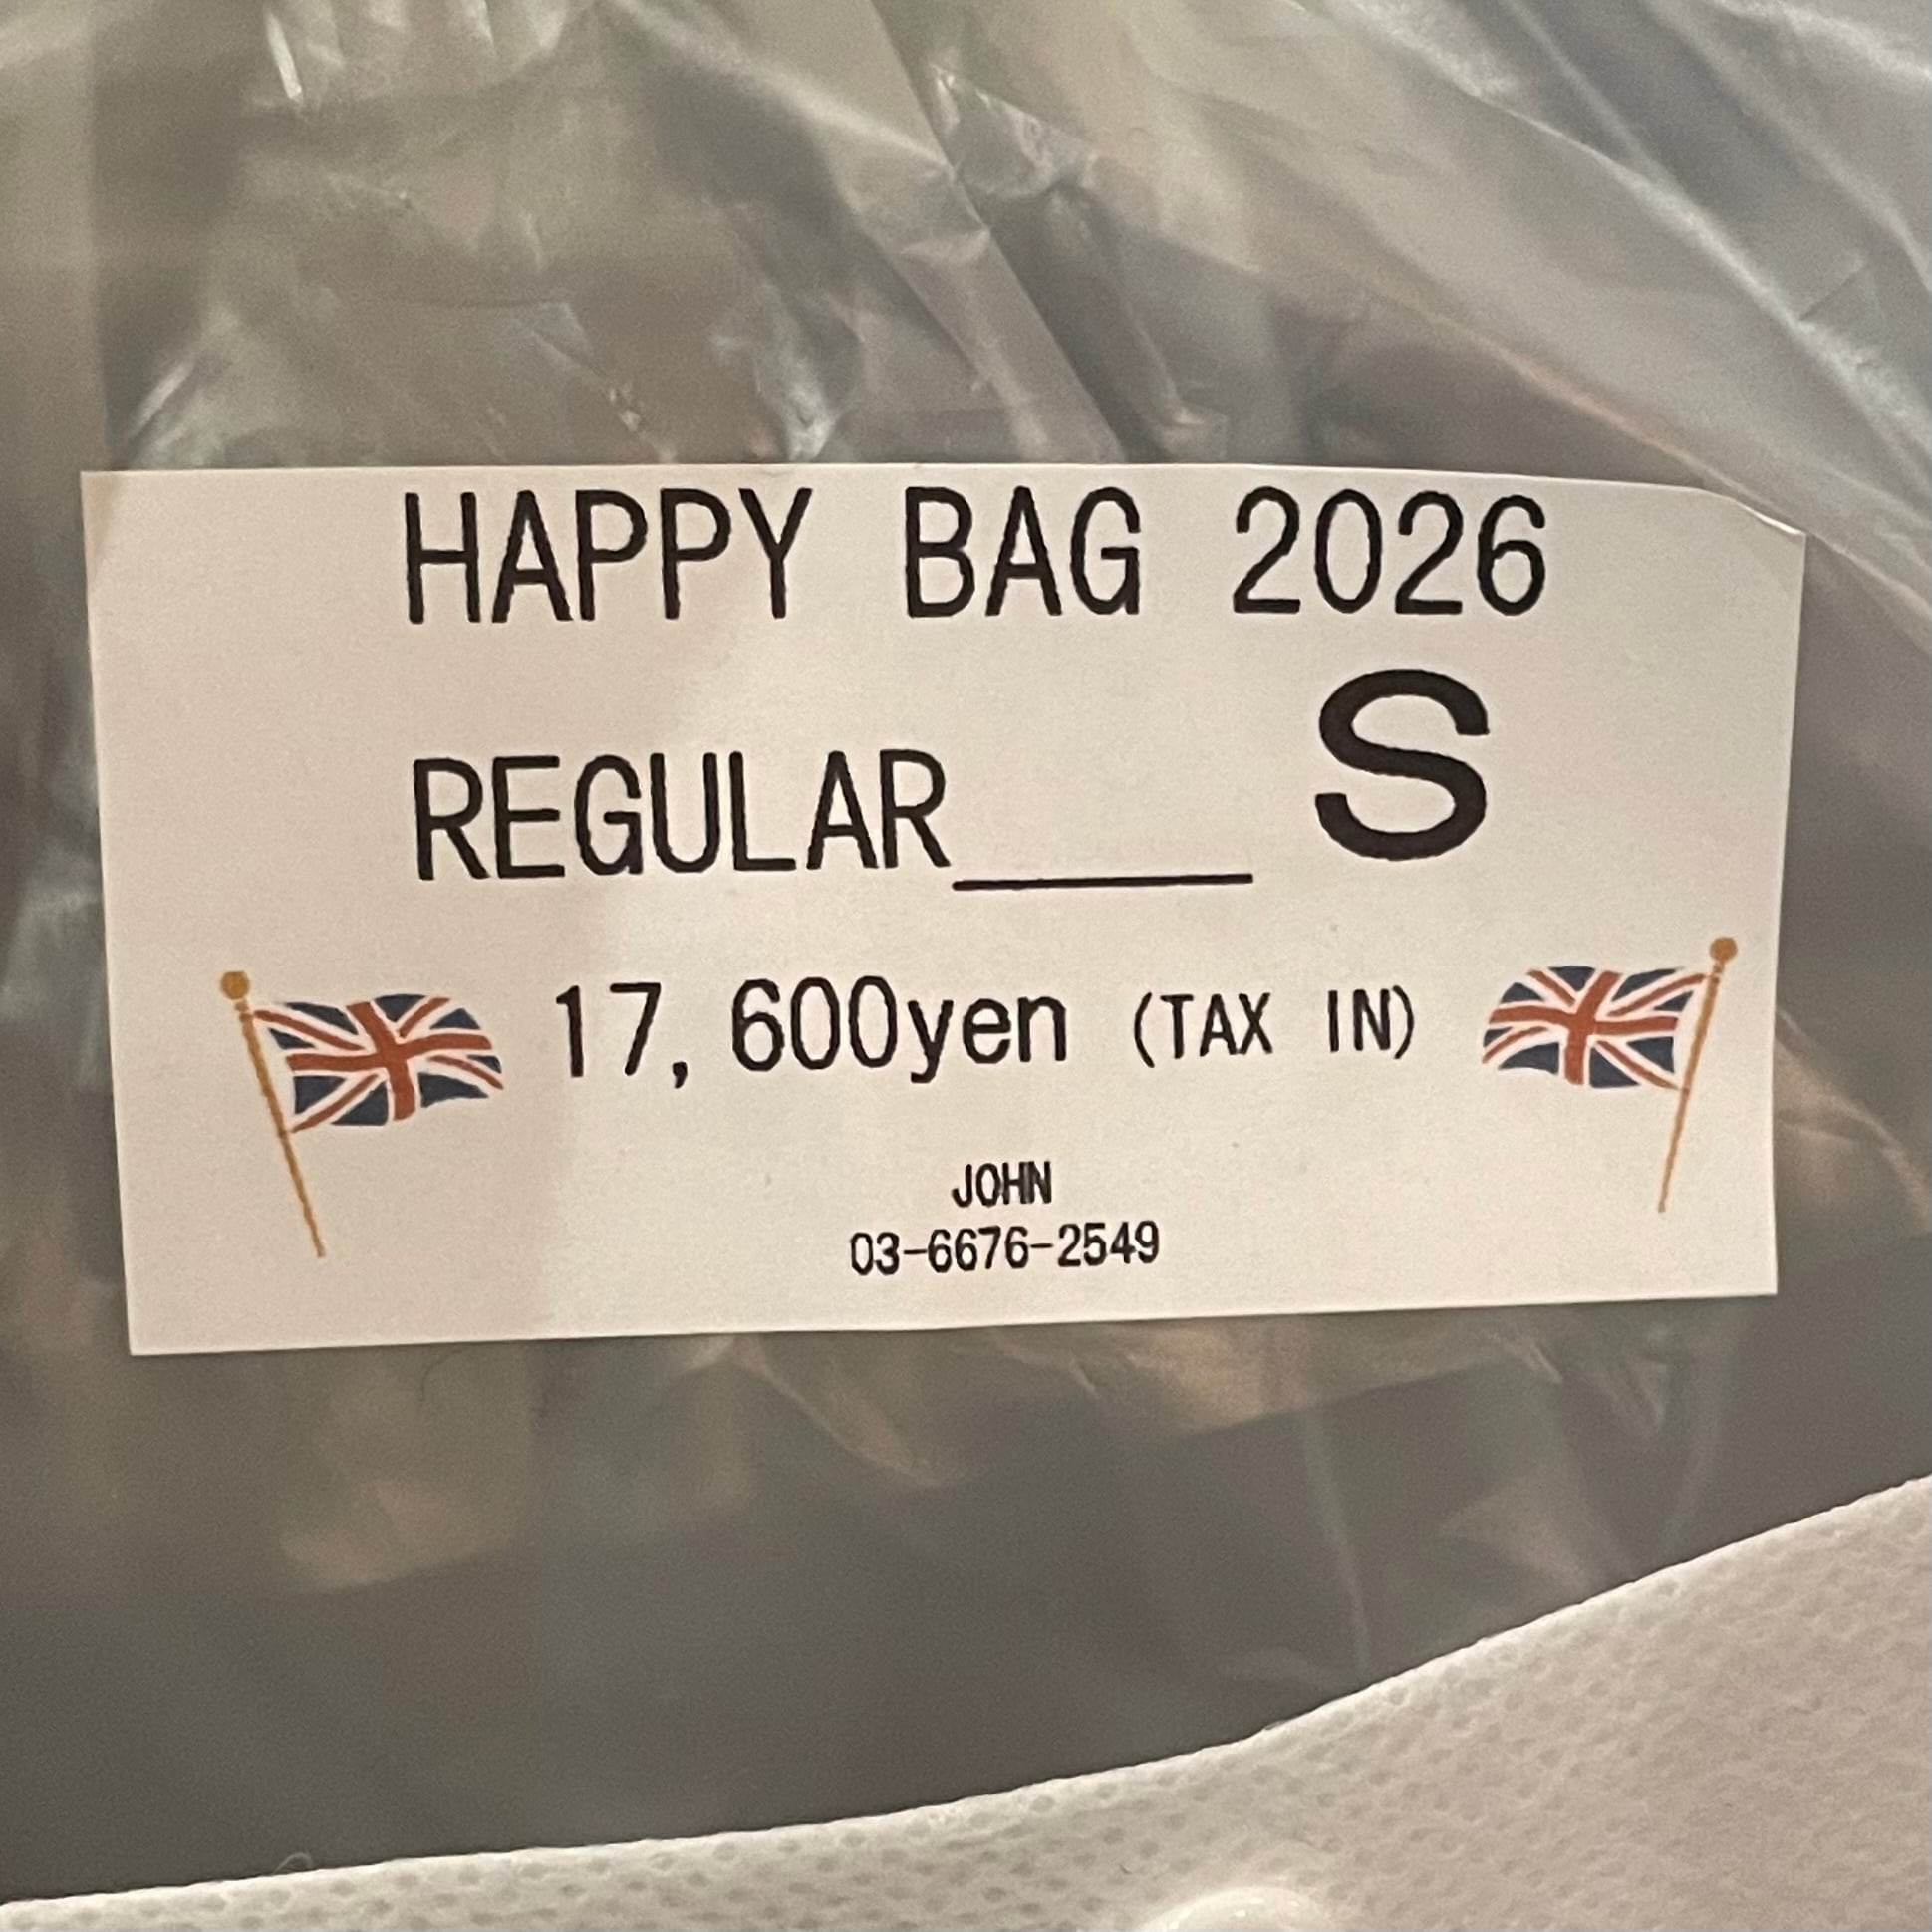 HAPPY BAG 2026
REGULAR____ S
17,600yen (TAX IN)
JOHN
03-6676-2549